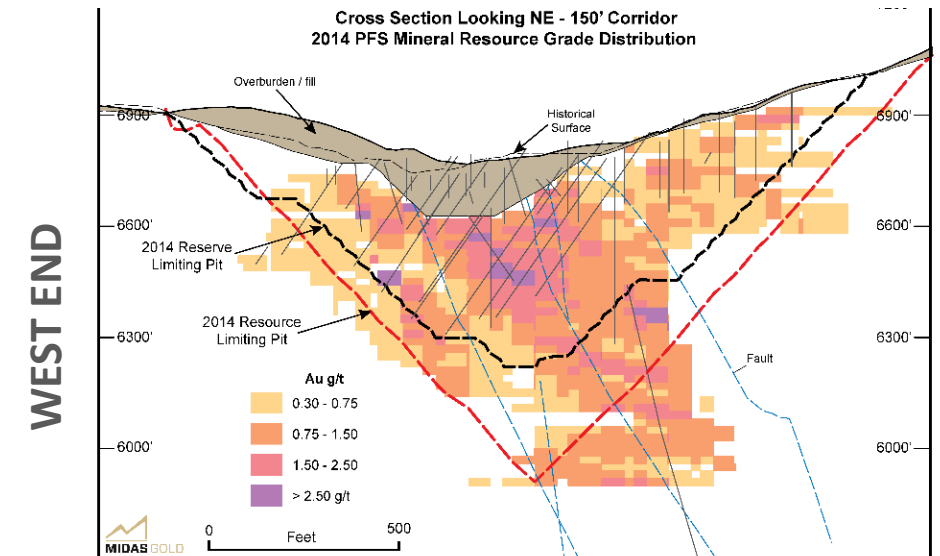 Cross Section Looking NE - 150' Corridor
2014 PFS Mineral Resource Grade Distribution
WEST END
Overburden / fill
Historical
Surface
6900'
6900'
6600'
6600'
2014 Reserve
Limiting Pit
2014 Resource
Limiting Pit
6300'
6300'
Fault
Au g/t
0.30 - 0.75
0.75 - 1.50
1.50 - 2.50
> 2.50 g/t
6000'
6000'
0
500
Feet
MIDAS GOLD